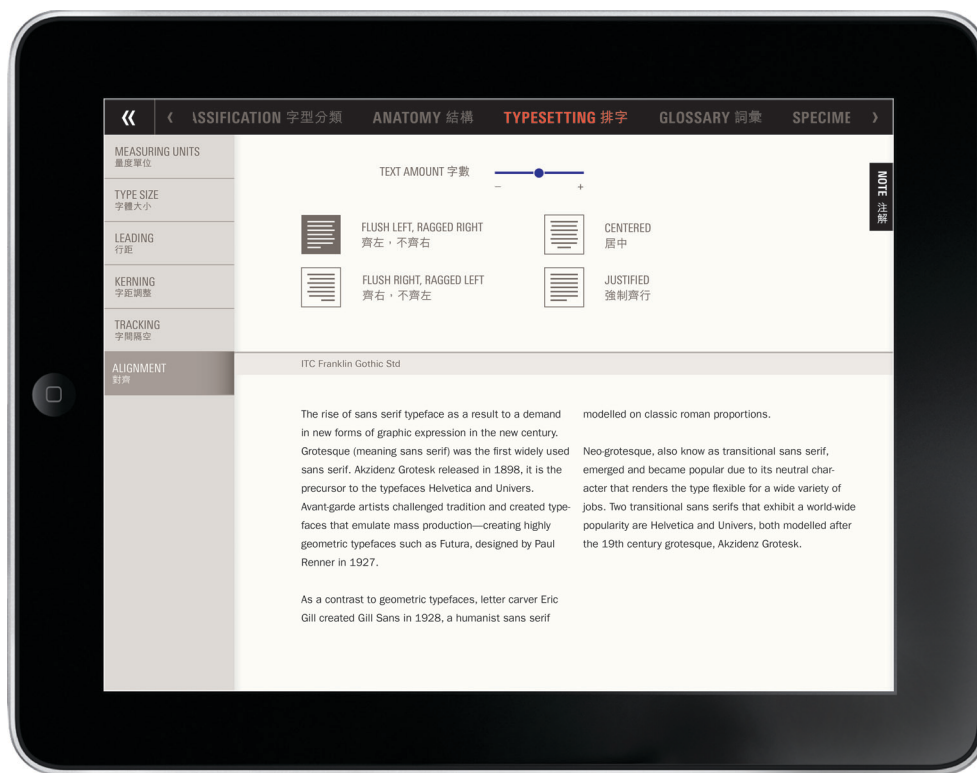 « ‹ ASSIFICATION 字型分類 ANATOMY 結構 TYPESETTING 排字 GLOSSARY 詞彙 SPECIME ›
MEASURING UNITS
量度單位
TYPE SIZE
字體大小
LEADING
行距
KERNING
字距調整
TRACKING
字間隔空
ALIGNMENT
對齊
TEXT AMOUNT 字數
– +
FLUSH LEFT, RAGGED RIGHT
齊左，不齊右
CENTERED
居中
FLUSH RIGHT, RAGGED LEFT
齊右，不齊左
JUSTIFIED
強制齊行
NOTE 注解
ITC Franklin Gothic Std
The rise of sans serif typeface as a result to a demand
in new forms of graphic expression in the new century.
Grotesque (meaning sans serif) was the first widely used
sans serif. Akzidenz Grotesk released in 1898, it is the
precursor to the typefaces Helvetica and Univers.
Avant-garde artists challenged tradition and created type-
faces that emulate mass production—creating highly
geometric typefaces such as Futura, designed by Paul
Renner in 1927.
As a contrast to geometric typefaces, letter carver Eric
Gill created Gill Sans in 1928, a humanist sans serif
modelled on classic roman proportions.
Neo-grotesque, also know as transitional sans serif,
emerged and became popular due to its neutral char-
acter that renders the type flexible for a wide variety of
jobs. Two transitional sans serifs that exhibit a world-wide
popularity are Helvetica and Univers, both modelled after
the 19th century grotesque, Akzidenz Grotesk.